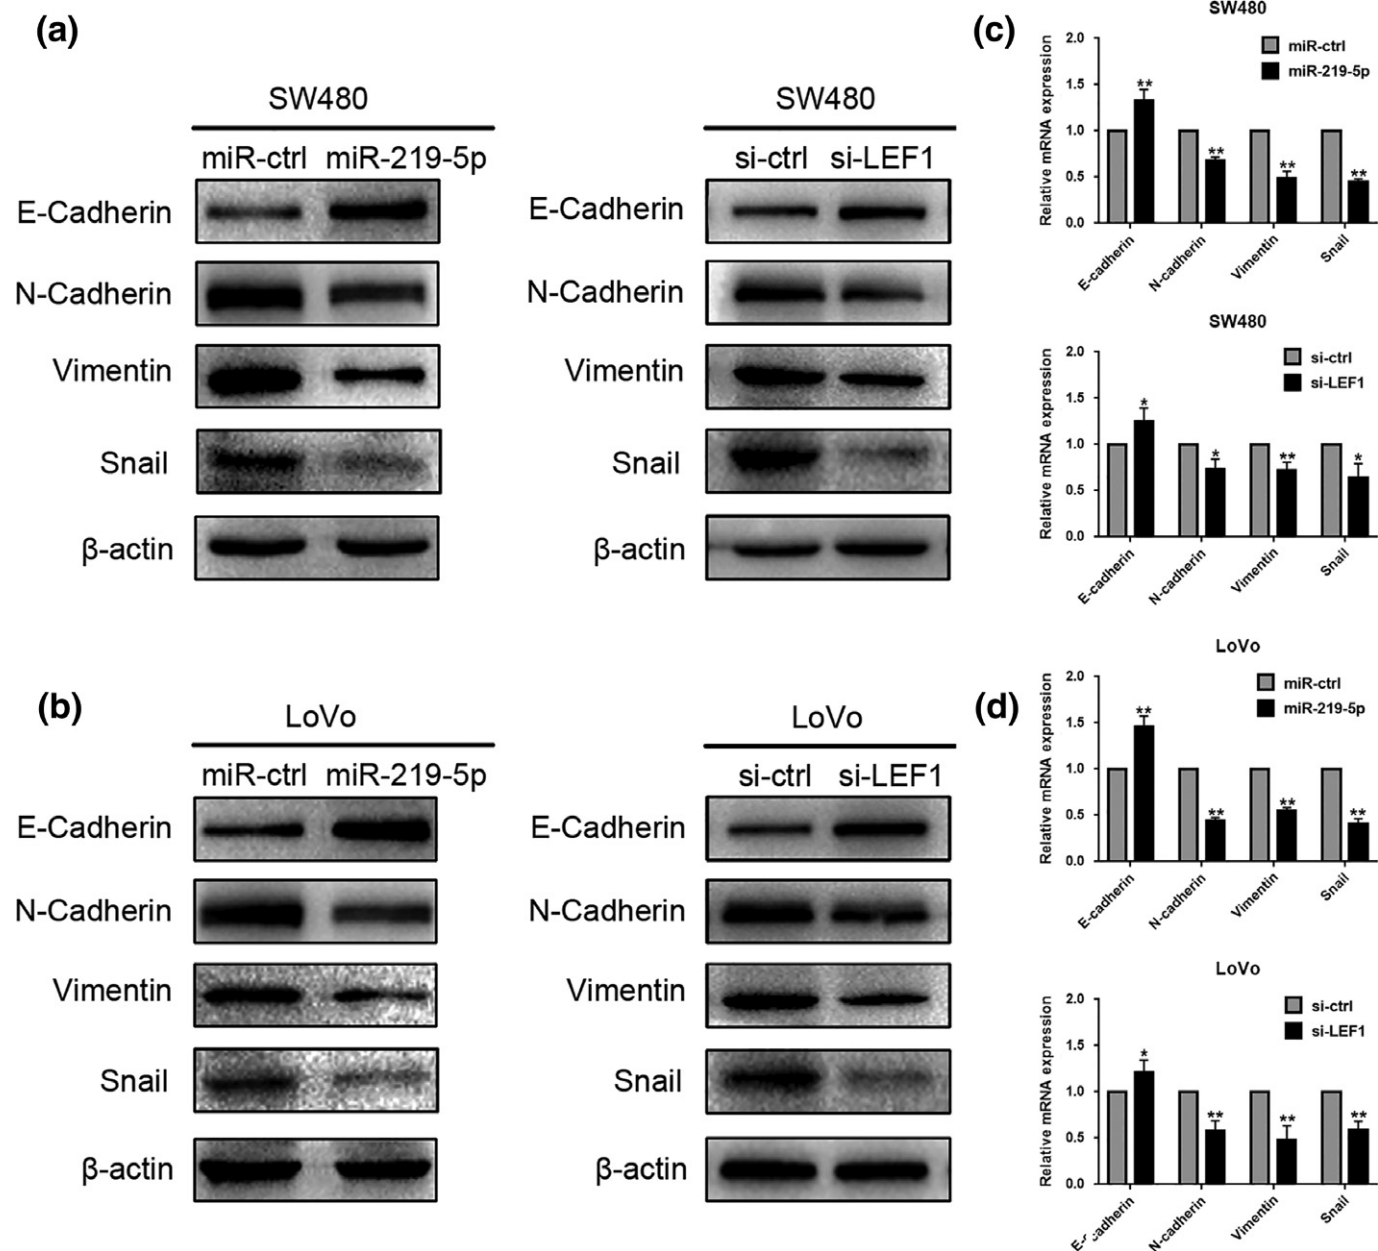 (a)
SW480
miR-ctrl miR-219-5p
E-Cadherin
N-Cadherin
Vimentin
Snail
β-actin
SW480
si-ctrl si-LEF1
E-Cadherin
N-Cadherin
Vimentin
Snail
β-actin
(b)
LoVo
miR-ctrl miR-219-5p
E-Cadherin
N-Cadherin
Vimentin
Snail
β-actin
LoVo
si-ctrl si-LEF1
E-Cadherin
N-Cadherin
Vimentin
Snail
β-actin
(c)
SW480
miR-ctrl
miR-219-5p
Relative mRNA expression
2.0
1.5
1.0
0.5
0.0
**
**
**
**
E-cadherin
N-cadherin
Vimentin
Snail
SW480
si-ctrl
si-LEF1
Relative mRNA expression
2.0
1.5
1.0
0.5
0.0
*
*
**
*
E-cadherin
N-cadherin
Vimentin
Snail
(d)
LoVo
miR-ctrl
miR-219-5p
Relative mRNA expression
2.0
1.5
1.0
0.5
0.0
**
**
**
**
E-cadherin
N-cadherin
Vimentin
Snail
LoVo
si-ctrl
si-LEF1
Relative mRNA expression
2.0
1.5
1.0
0.5
0.0
*
**
**
**
E-cadherin
N-cadherin
Vimentin
Snail